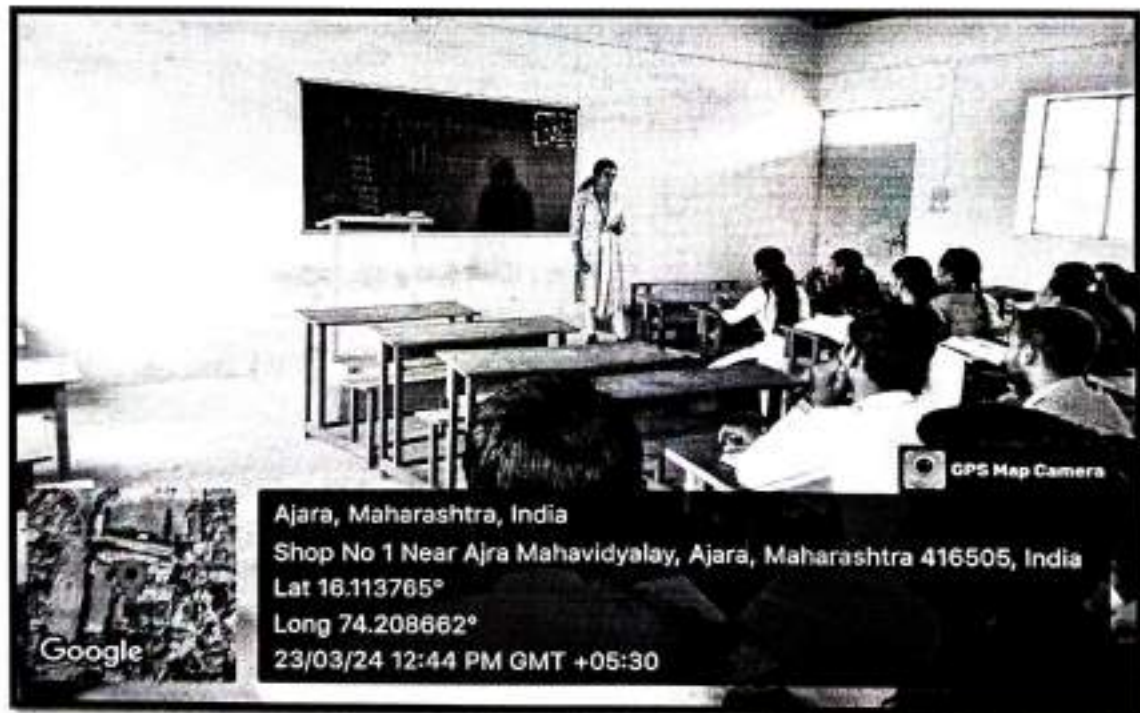 GPS Map Camera
Ajara, Maharashtra, India
Shop No 1 Near Ajra Mahavidyalay, Ajara, Maharashtra 416505, India
Lat 16.113765°
Long 74.208662°
23/03/24 12:44 PM GMT +05:30
Google